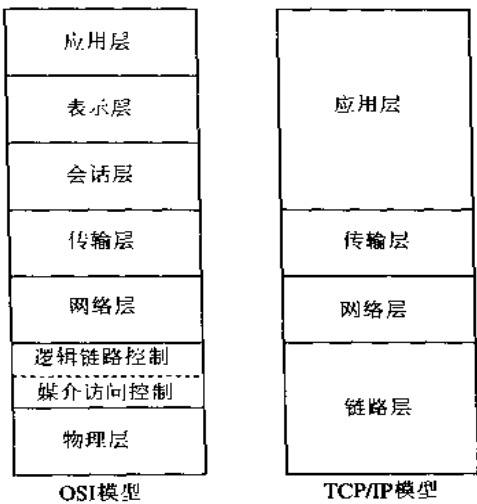 应用层
表示层
会话层
传输层
网络层
逻辑链路控制
媒介访问控制
物理层
OSI模型
应用层
传输层
网络层
链路层
TCP/IP模型